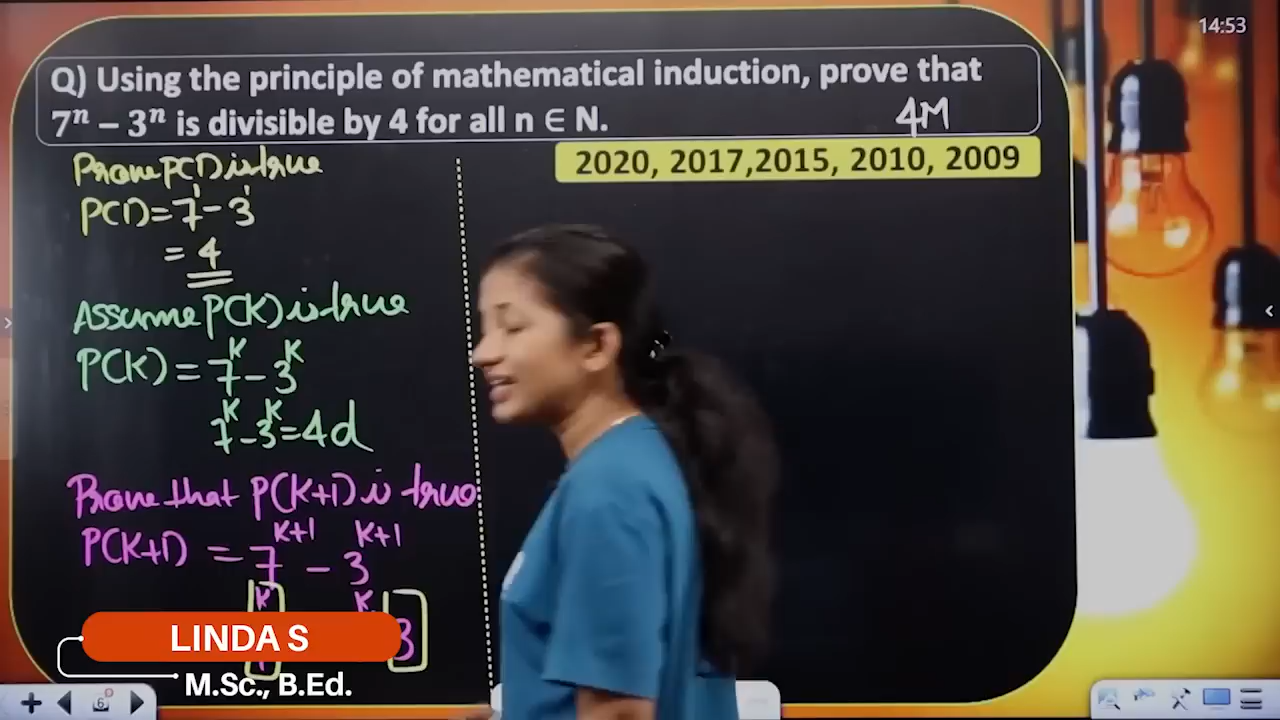 14:53
Q) Using the principle of mathematical induction, prove that
7ⁿ − 3ⁿ is divisible by 4 for all n ∈ N.
4M
2020, 2017,2015, 2010, 2009
Prove P(1) is true
P(1) = 7¹ - 3¹
= 4
Assume P(K) is true
P(K) = 7ᴷ - 3ᴷ
7ᴷ - 3ᴷ = 4d
Prove that P(K+1) is true
P(K+1) = 7ᴷ⁺¹ - 3ᴷ⁺¹
K K
3
LINDA S
M.Sc., B.Ed.
6